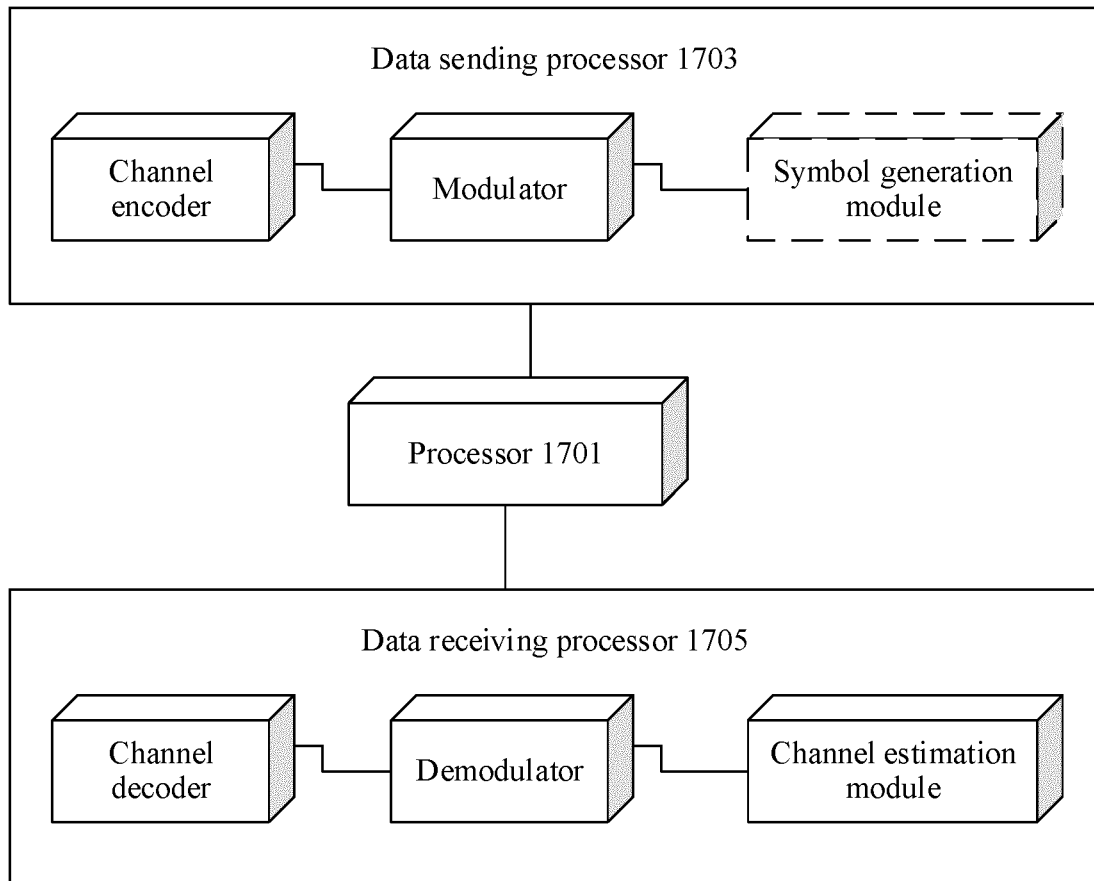 Data sending processor 1703
Channel
encoder
Modulator
Symbol generation
module
Processor 1701
Data receiving processor 1705
Channel
decoder
Demodulator
Channel estimation
module